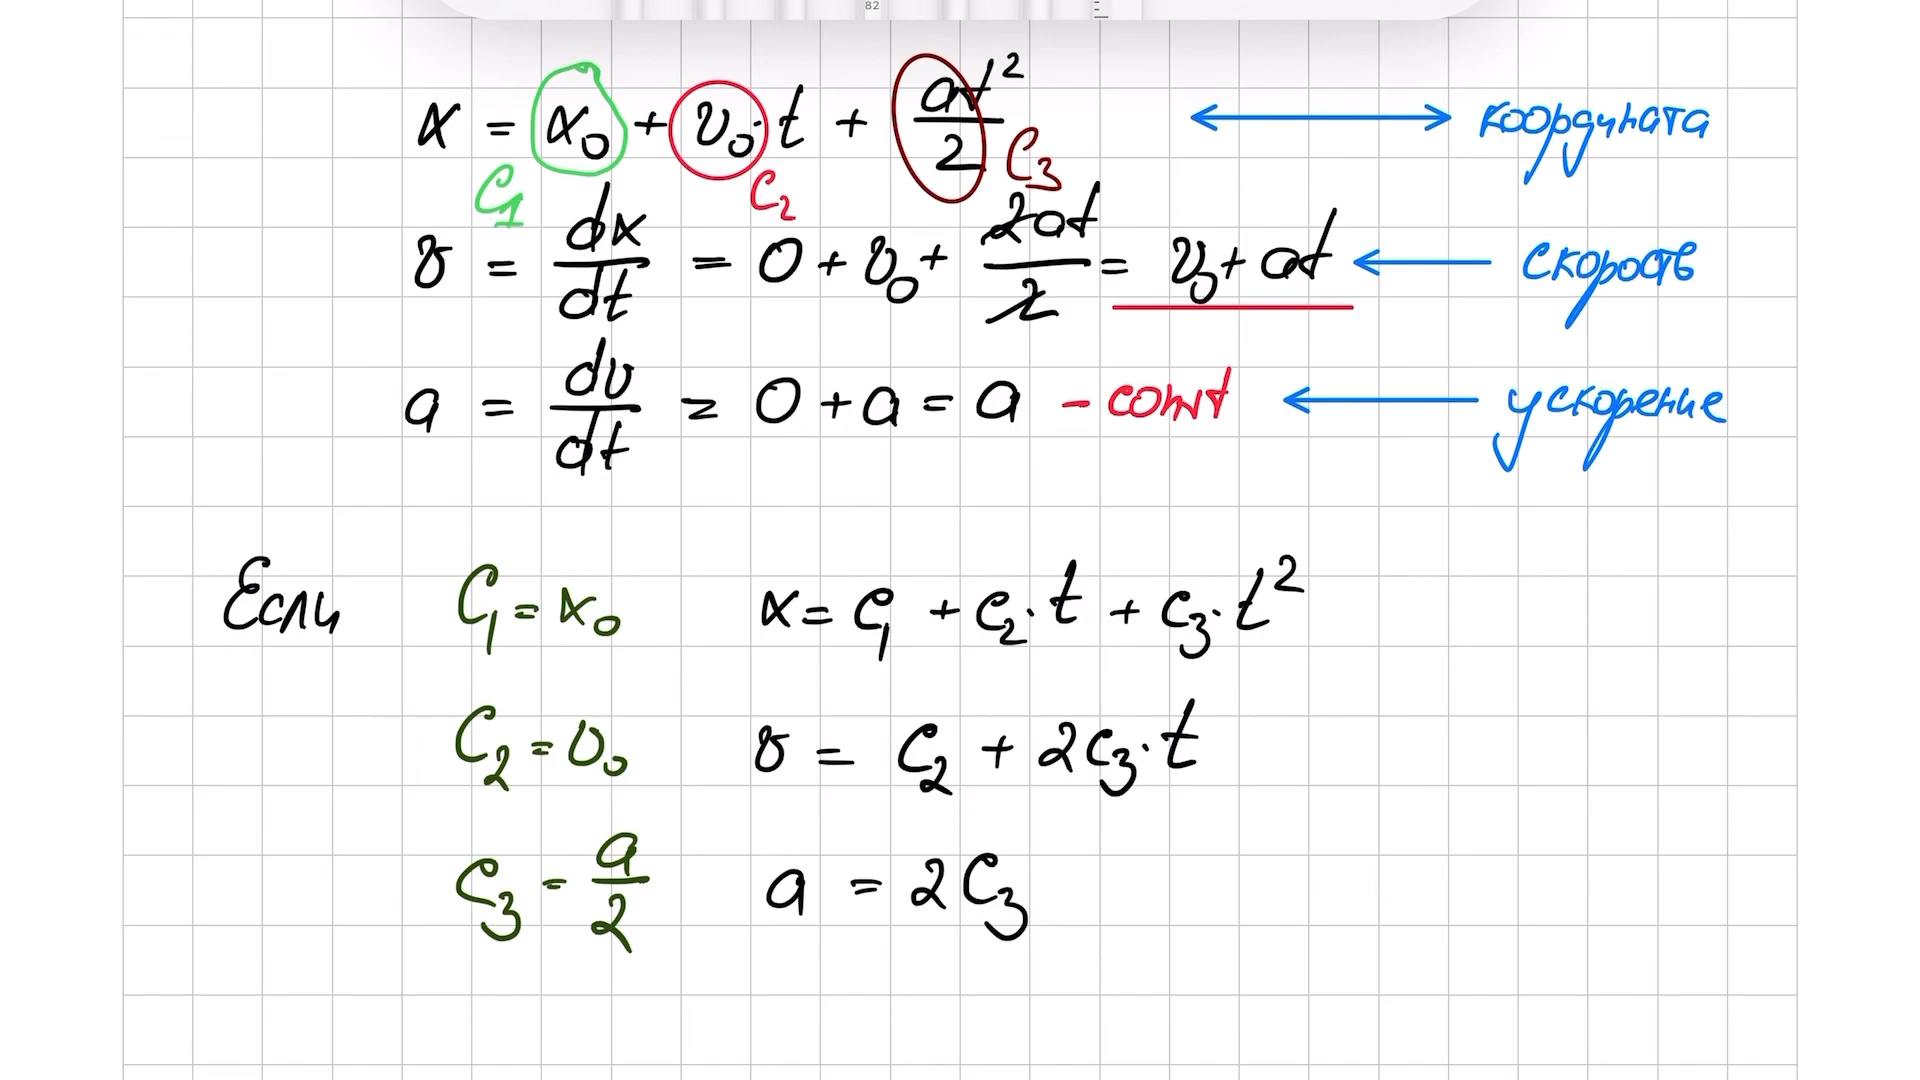 82
x = x₀ + v₀·t + at²/2 ⟷ координата
C₁ C₂ C₃
v = dx/dt = 0 + v₀ + 2at/2 = v₀ + at ← скорость
a = dv/dt = 0 + a = a - const ← ускорение
Если C₁ = x₀ x = C₁ + C₂·t + C₃·t²
C₂ = v₀ v = C₂ + 2C₃·t
C₃ = a/2 a = 2C₃